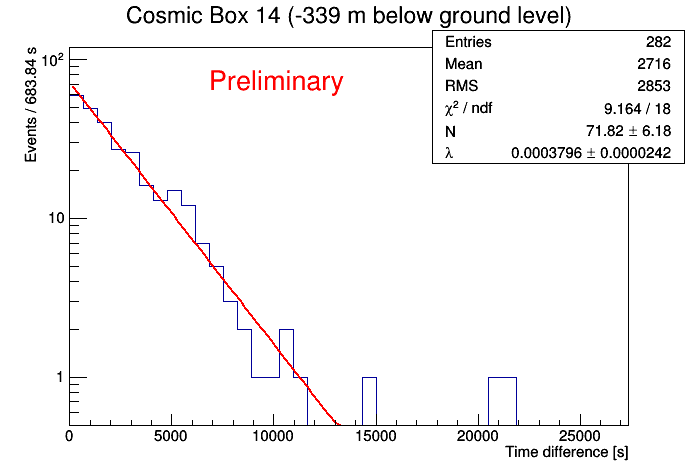 Cosmic Box 14 (-339 m below ground level)
Entries 282
Mean 2716
RMS 2853
χ² / ndf 9.164 / 18
N 71.82 ± 6.18
λ 0.0003796 ± 0.0000242
Preliminary
Events / 683.84 s
10²
10
1
0 5000 10000 15000 20000 25000
Time difference [s]